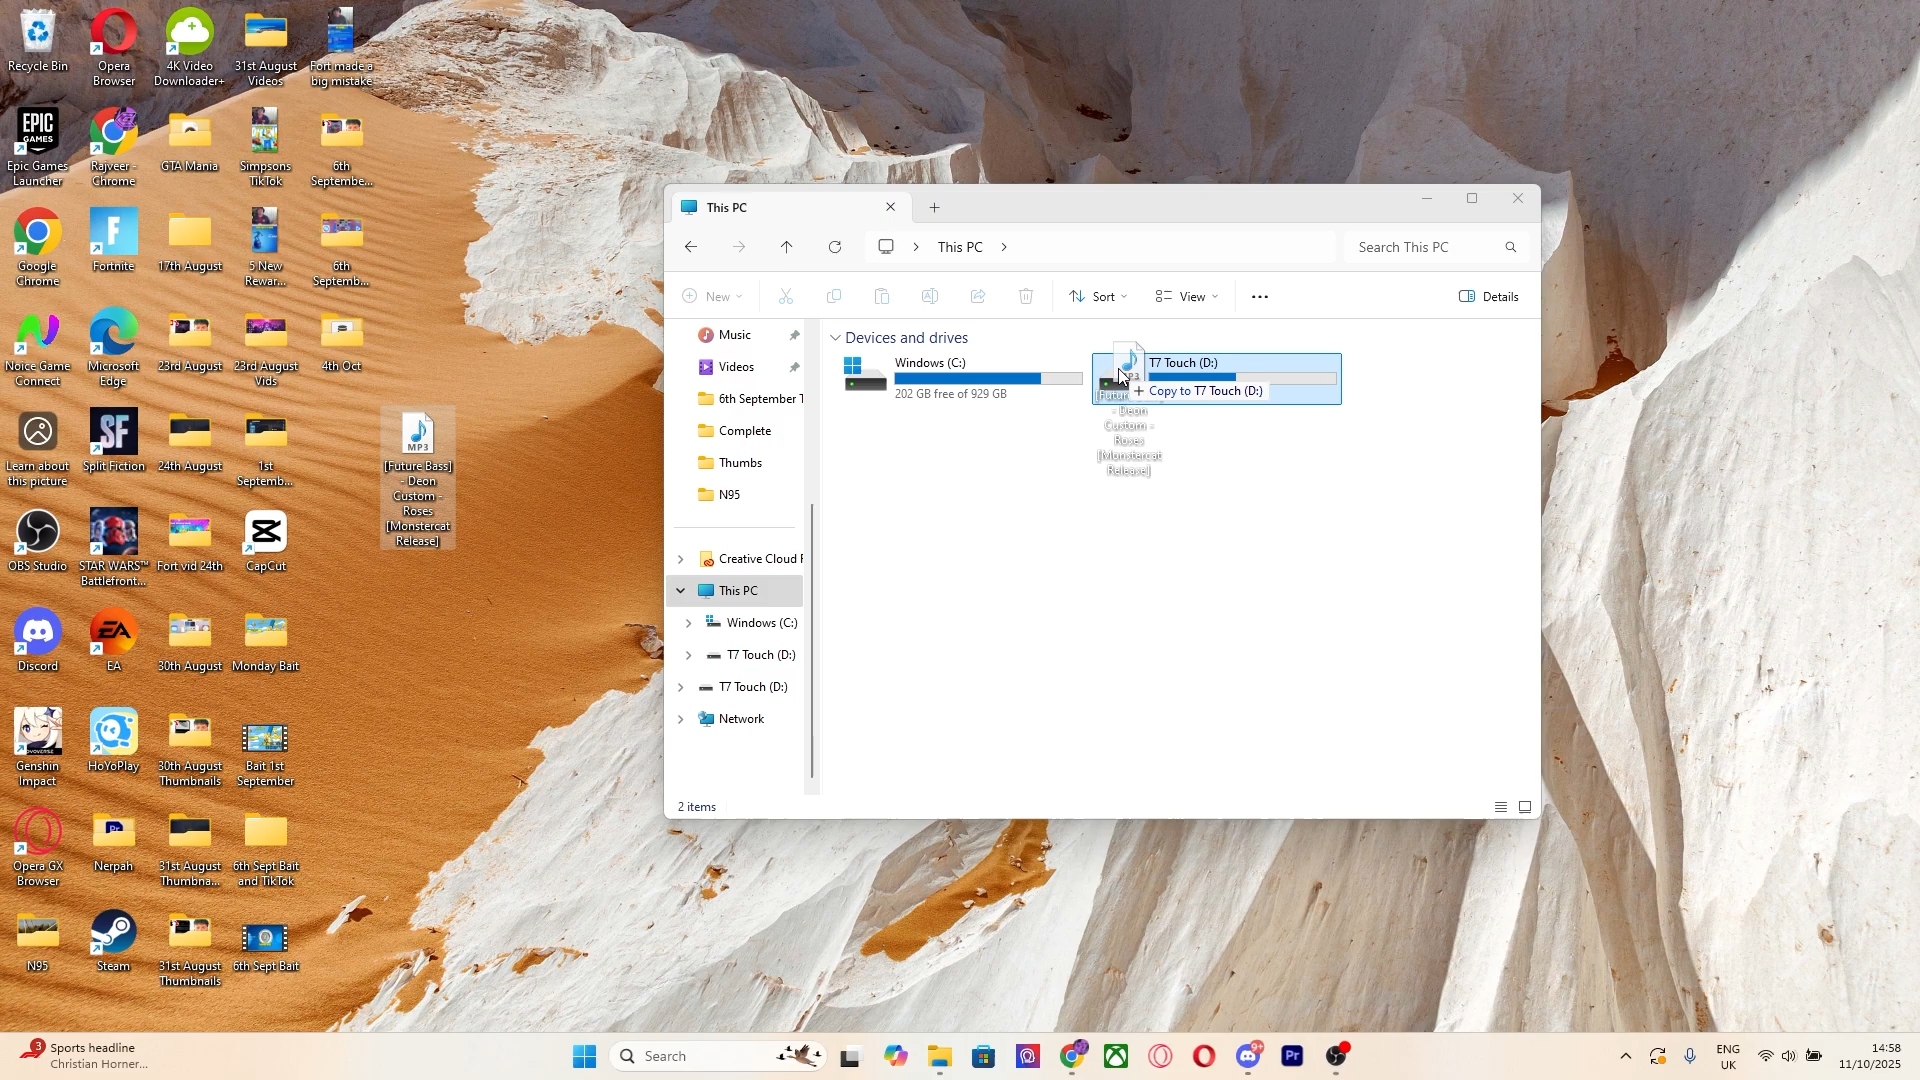 Recycle Bin
Opera
Browser
4K Video
Downloader+
31st August
Videos
Fort made a
big mistake
EPIC
GAMES
Epic Games
Launcher
Rajveer -
Chrome
GTA Mania
Simpsons
TikTok
6th
Septembe...
Google
Chrome
Fortnite
17th August
5 New
Rewar...
6th
Septemb...
Noice Game
Connect
Microsoft
Edge
23rd August
23rd August
Vids
4th Oct
Learn about
this picture
SF
Split Fiction
24th August
1st
Septemb...
MP3
[Future Bass]
- Deon
Custom -
Roses
[Monstercat
Release]
OBS Studio
STAR WARS™
Battlefront...
Fort vid 24th
CapCut
Discord
EA
EA
30th August
Monday Bait
Genshin
Impact
HoYoPlay
30th August
Thumbnails
Bait 1st
September
Opera GX
Browser
Pr
Nerpah
31st August
Thumbna...
6th Sept Bait
and TikTok
N95
Steam
31st August
Thumbnails
6th Sept Bait
This PC
This PC
Search This PC
New
Sort
View
Details
Music
Videos
6th September T
Complete
Thumbs
N95
Creative Cloud F
This PC
Windows (C:)
T7 Touch (D:)
T7 Touch (D:)
Network
Devices and drives
Windows (C:)
202 GB free of 929 GB
T7 Touch (D:)
+ Copy to T7 Touch (D:)
- Deon
Custom -
Roses
[Monstercat
Release]
2 items
3
Sports headline
Christian Horner...
Search
9+
Pr
ENG
UK
14:58
11/10/2025